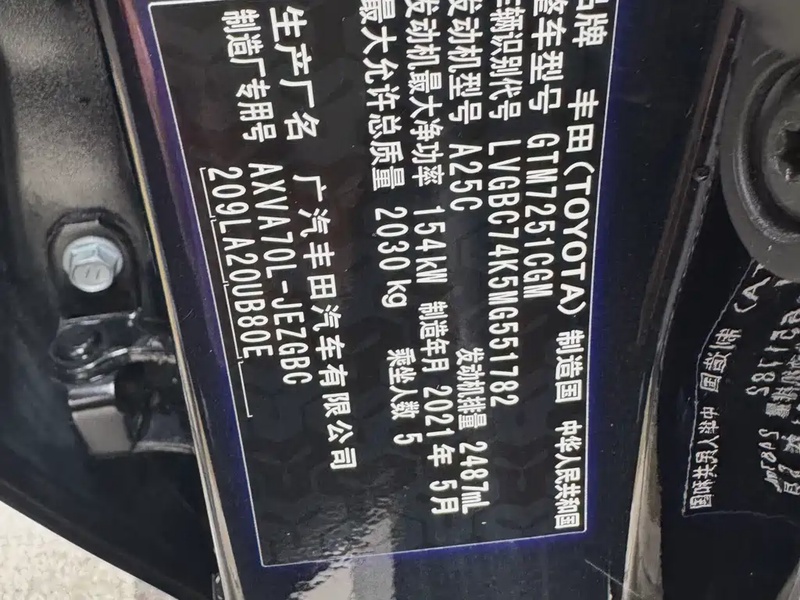 品牌 丰田(TOYOTA) 制造国 中华人民共和国
整车型号 GTM7251CGM
车辆识别代号 LVGBC74K5MG551782
发动机型号 A25C 发动机排量 2487mL
发动机最大净功率 154kW 制造年月 2021年 5月
最大允许总质量 2030kg 乘坐人数 5
生产厂名 广汽丰田汽车有限公司
制造厂专用号 AXVA70L-JEZGBC
209LA20UB80E